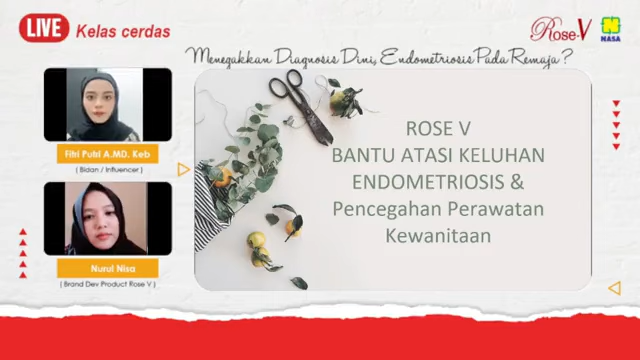 LIVE Kelas cerdas
Rose-V
NASA
Menegakkan Diagnosis Dini, Endometriosis Pada Remaja?
Fitri Putri A.MD. Keb
( Bidan / Influencer )
Nurul Nisa
( Brand Dev Product Rose V )
ROSE V
BANTU ATASI KELUHAN
ENDOMETRIOSIS &
Pencegahan Perawatan
Kewanitaan